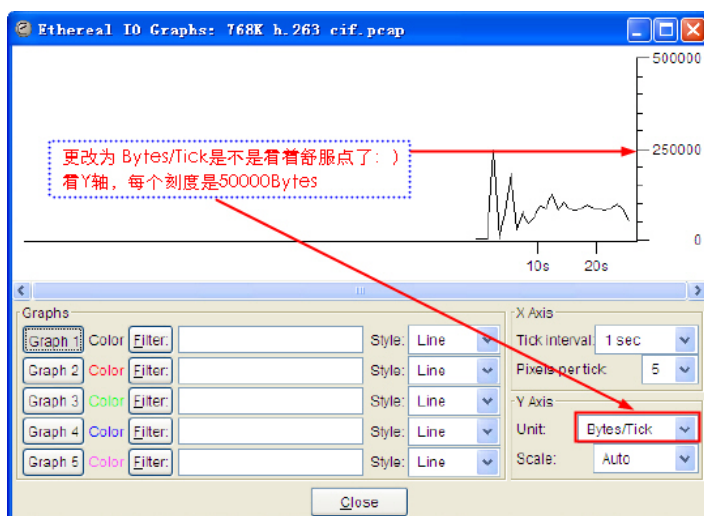 Ethereal IO Graphs: 768K h.263 cif.pcap
500000
更改为 Bytes/Tick是不是看着舒服点了：)
看Y轴，每个刻度是50000Bytes
250000
0
10s 20s
Graphs
Graph 1 Color Filter: Style: Line
Graph 2 Color Filter: Style: Line
Graph 3 Color Filter: Style: Line
Graph 4 Color Filter: Style: Line
Graph 5 Color Filter: Style: Line
X Axis
Tick interval: 1 sec
Pixels per tick: 5
Y Axis
Unit: Bytes/Tick
Scale: Auto
Close